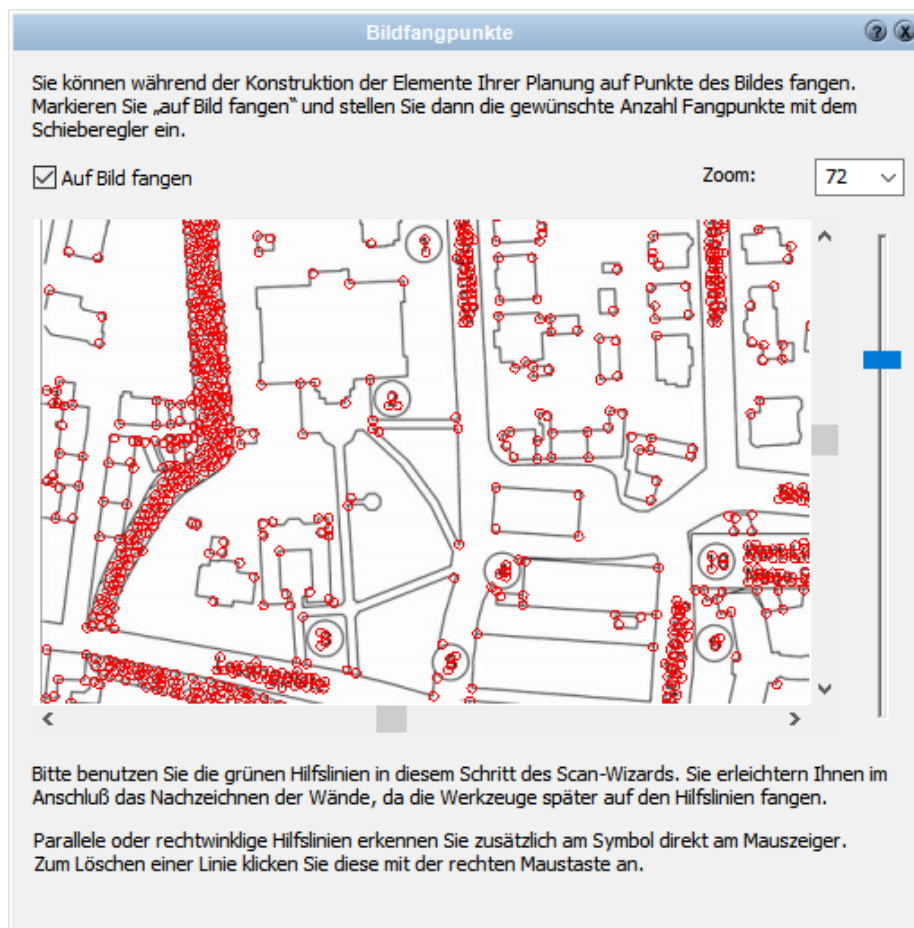 Bildfangpunkte
Sie können während der Konstruktion der Elemente Ihrer Planung auf Punkte des Bildes fangen.
Markieren Sie „auf Bild fangen“ und stellen Sie dann die gewünschte Anzahl Fangpunkte mit dem
Schieberegler ein.
Auf Bild fangen
Zoom:
72
1
2
10
3
Bitte benutzen Sie die grünen Hilfslinien in diesem Schritt des Scan-Wizards. Sie erleichtern Ihnen im
Anschluß das Nachzeichnen der Wände, da die Werkzeuge später auf den Hilfslinien fangen.
Parallele oder rechtwinklige Hilfslinien erkennen Sie zusätzlich am Symbol direkt am Mauszeiger.
Zum Löschen einer Linie klicken Sie diese mit der rechten Maustaste an.